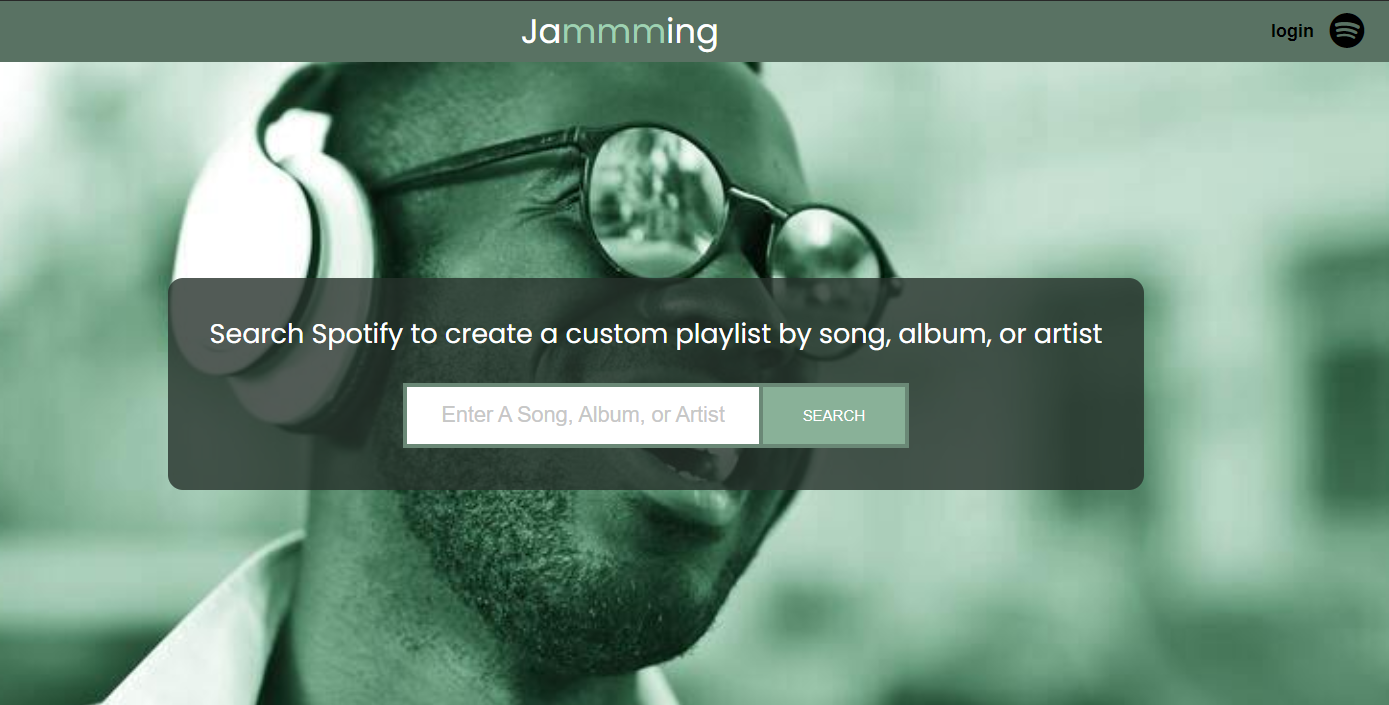 Jammming
login
Search Spotify to create a custom playlist by song, album, or artist
Enter A Song, Album, or Artist
SEARCH